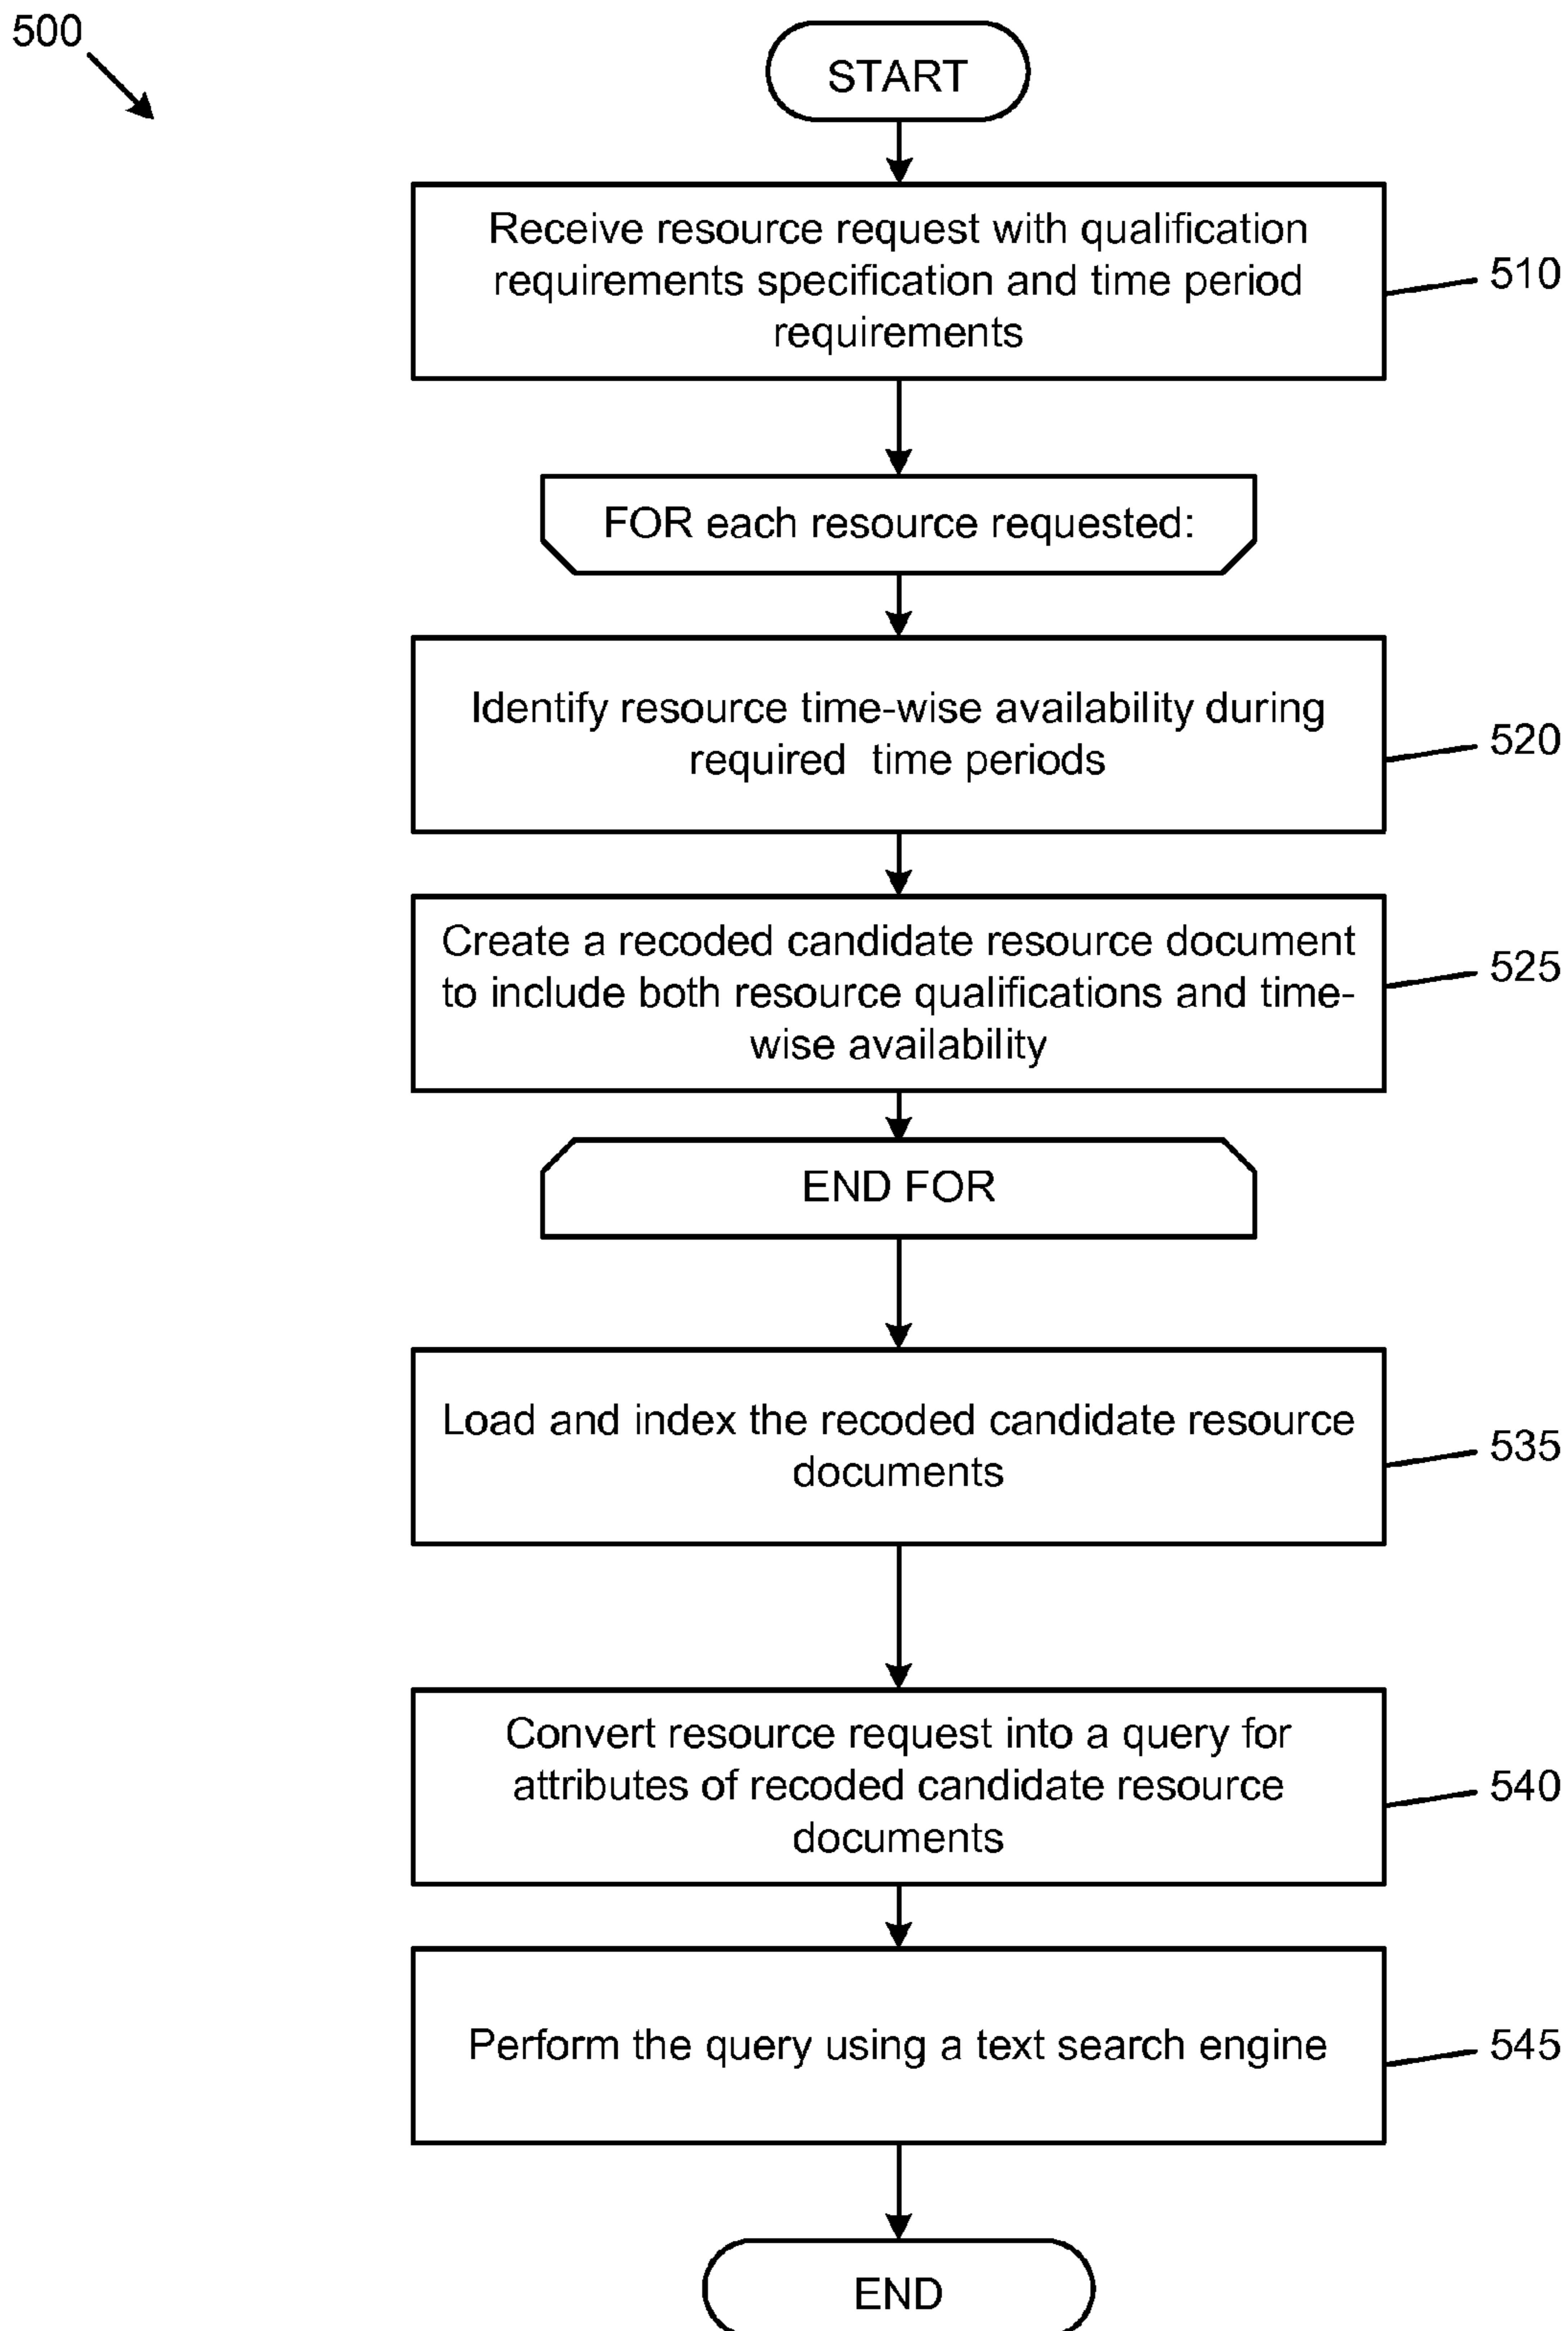 500
START
Receive resource request with qualification
requirements specification and time period
requirements
510
FOR each resource requested:
Identify resource time-wise availability during
required time periods
520
Create a recoded candidate resource document
to include both resource qualifications and time-
wise availability
525
END FOR
Load and index the recoded candidate resource
documents
535
Convert resource request into a query for
attributes of recoded candidate resource
documents
540
Perform the query using a text search engine
545
END